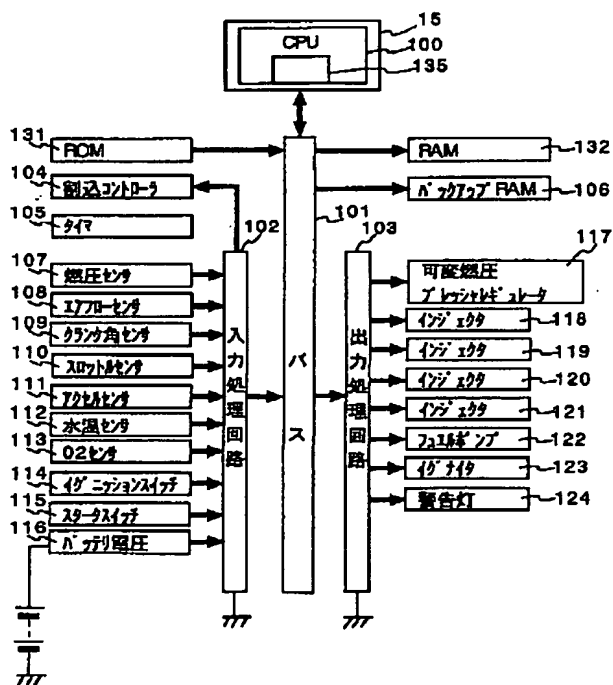 15
CPU
100
135
131
ROM
RAM
132
104
割込コントローラ
バックアップRAM
106
105
タイマ
101
102
103
107
燃圧センサ
108
エアフローセンサ
109
クランク角センサ
110
スロットルセンサ
111
アクセルセンサ
112
水温センサ
113
O2センサ
114
イグニッションスイッチ
115
スタータスイッチ
116
バッテリ電圧
入力処理回路
バス
出力処理回路
117
可変燃圧
プレッシャレギュレータ
インジェクタ
118
インジェクタ
119
インジェクタ
120
インジェクタ
121
フュエルポンプ
122
イグナイタ
123
警告灯
124